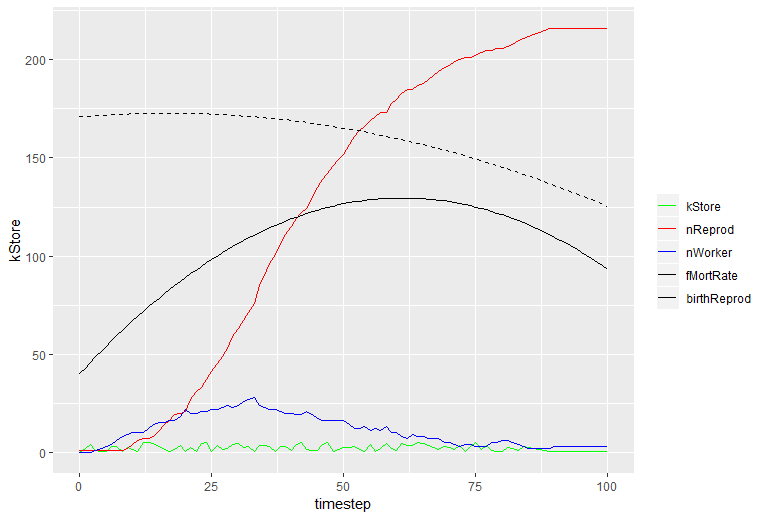 kStore
200
150
100
50
0
0
25
50
75
100
timestep
kStore
nReprod
nWorker
fMortRate
birthReprod